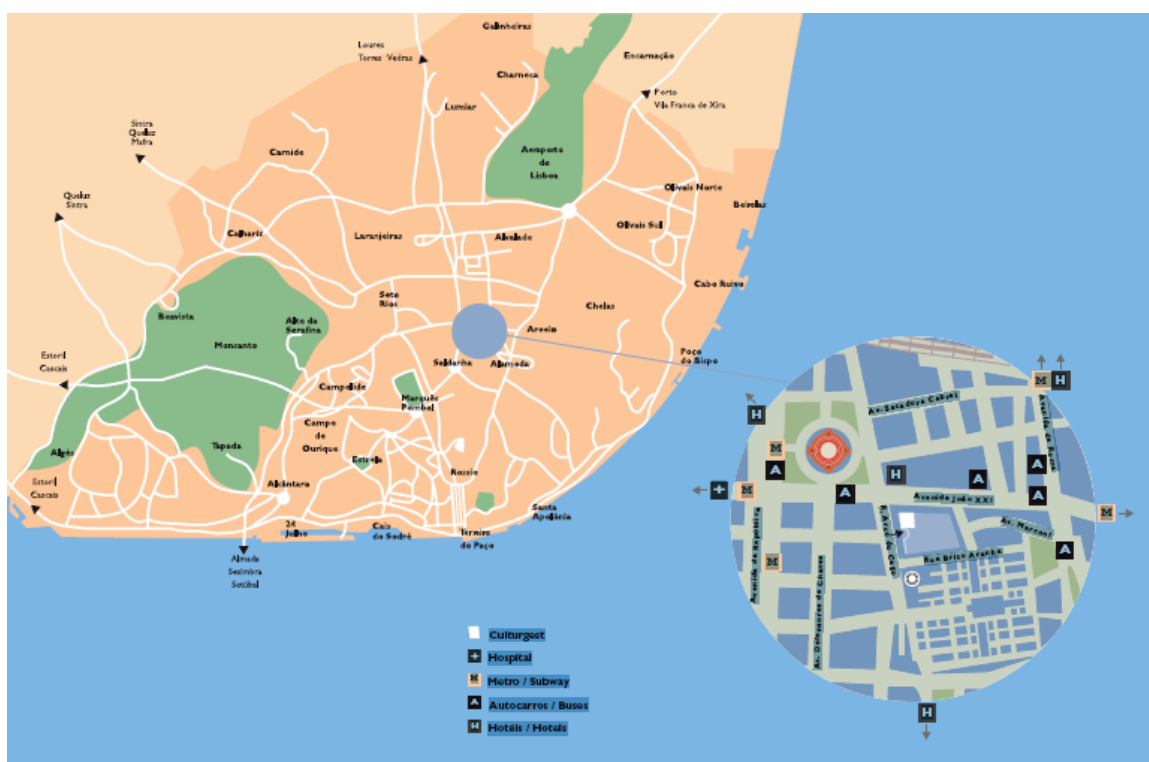 Galinheiras
Loures
Torres Vedras
Encarnação
Charneca
Porto
Vila Franca de Xira
Lumiar
Sintra
Queluz
Mafra
Carnide
Aeroporto
de
Lisboa
Olivais Norte
Queluz
Sintra
Beirolas
Calhariz
Laranjeiras
Alvalade
Olivais Sul
Cabo Ruivo
Sete
Rios
Chelas
Boavista
Alto da
Serafina
Areeiro
Monsanto
Estoril
Cascais
Saldanha
Alameda
Poço
do Bispo
Campolide
Marquês
Pombal
Campo
de
Ourique
Tapada
Algés
Estrela
Rossio
Estoril
Cascais
Alcântara
Santa
Apolónia
24
Julho
Cais
do Sodré
Terreiro
do Paço
Almada
Sesimbra
Setúbal
M H
Av. Sacadura Cabral
Avenida de Roma
H
M
A
H
A
A
M
A
Avenida João XXI
A
M
Avenida da República
R. Arco do Cego
Av. Marconi
A
Rua Brito Aranha
M
Av. Defensores de Chaves
H
Culturgest
Hospital
M Metro / Subway
A Autocarros / Buses
H Hotéis / Hotels